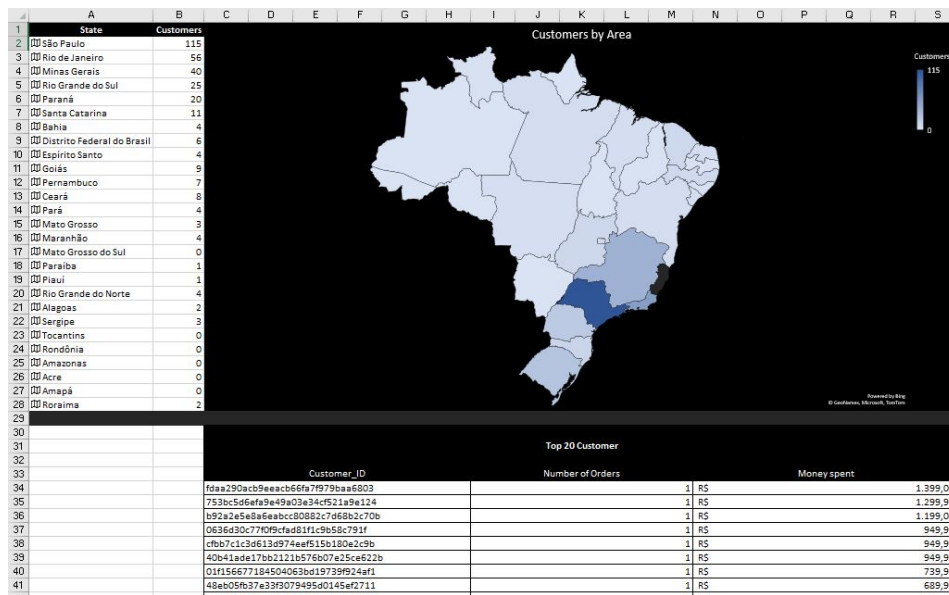 A B C D E F G H I J K L M N O P Q R S
1 State Customers
2 São Paulo 115
3 Rio de Janeiro 56
4 Minas Gerais 40
5 Rio Grande do Sul 25
6 Paraná 20
7 Santa Catarina 11
8 Bahia 4
9 Distrito Federal do Brasil 6
10 Espírito Santo 4
11 Goiás 9
12 Pernambuco 7
13 Ceará 8
14 Pará 4
15 Mato Grosso 3
16 Maranhão 4
17 Mato Grosso do Sul 0
18 Paraíba 1
19 Piauí 1
20 Rio Grande do Norte 4
21 Alagoas 2
22 Sergipe 3
23 Tocantins 0
24 Rondônia 0
25 Amazonas 0
26 Acre 0
27 Amapá 0
28 Roraima 2
Customers by Area
Customers
115
0
Powered by Bing
© GeoNames, Microsoft, TomTom
29
30
31 Top 20 Customer
32
33 Customer_ID Number of Orders Money spent
34 fdaa290acb9eeacb66fa7f979baa6803 1 R$ 1.399,0
35 753bc5d6efa9e49a03e34cf521a9e124 1 R$ 1.299,9
36 b92a2e5e8a6eabcc80882c7d68b2c70b 1 R$ 1.199,0
37 0636d30c77f0f9cfad81f1c9b58c791f 1 R$ 949,9
38 cfbb7c1c3d613d974eef515b180e2c9b 1 R$ 949,9
39 40b41ade17bb2121b576b07e25ce622b 1 R$ 949,9
40 01f156677184504063bd19739f924af1 1 R$ 739,9
41 48eb05fb37e33f3079495d0145ef2711 1 R$ 689,9